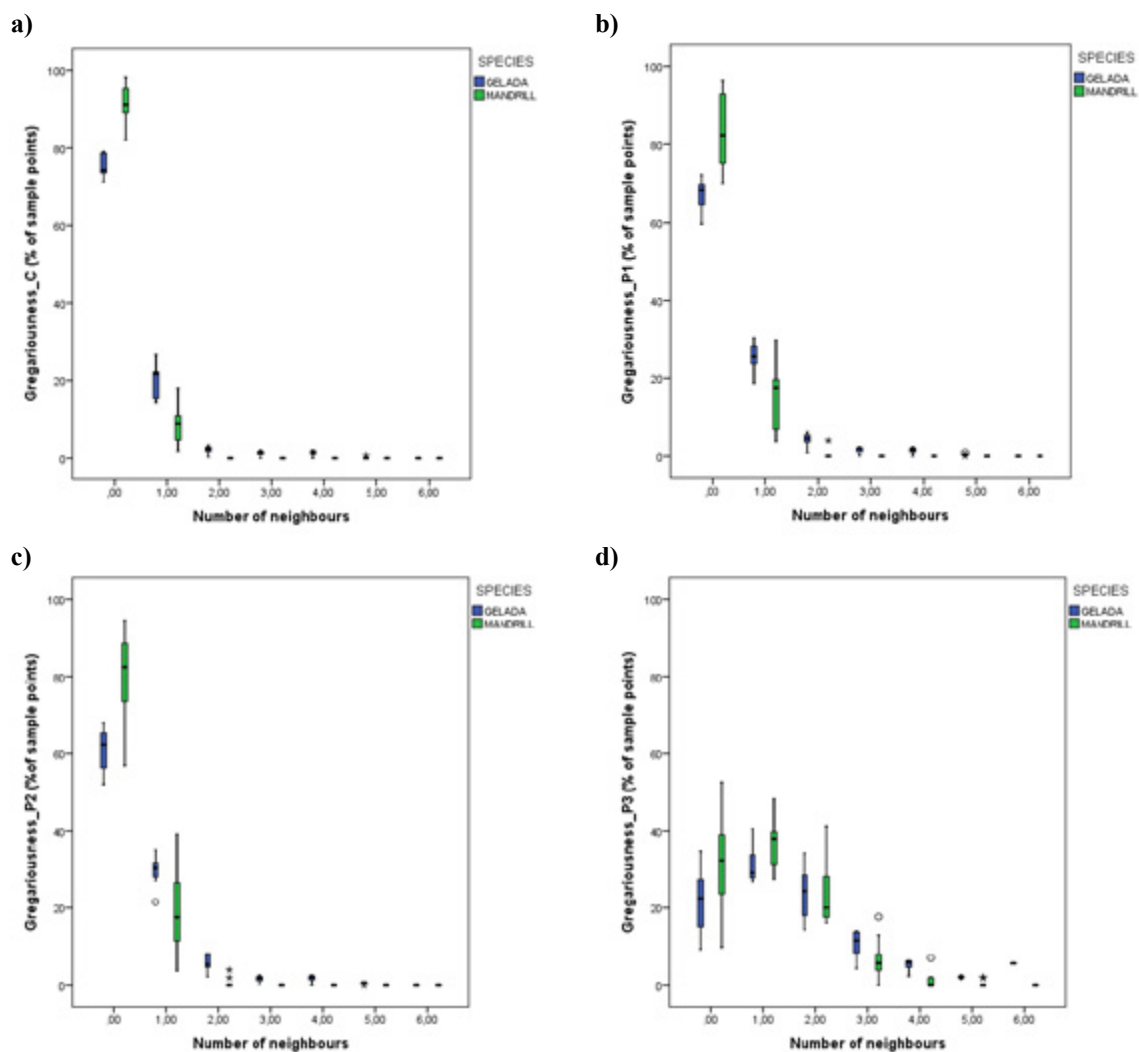 a)
SPECIES
GELADA
MANDRILL
100
80
60
40
20
0
Gregariousness_C (% of sample points)
,00 1,00 2,00 3,00 4,00 5,00 6,00
Number of neighbours
b)
SPECIES
GELADA
MANDRILL
100
80
60
40
20
0
Gregariousness_P1 (% of sample points)
,00 1,00 2,00 3,00 4,00 5,00 6,00
Number of neighbours
c)
SPECIES
GELADA
MANDRILL
100
80
60
40
20
0
Gregariousness_P2 (%of sample points)
,00 1,00 2,00 3,00 4,00 5,00 6,00
Number of neighbours
d)
SPECIES
GELADA
MANDRILL
100
80
60
40
20
0
Gregariousness_P3 (% of sample points)
,00 1,00 2,00 3,00 4,00 5,00 6,00
Number of neighbours